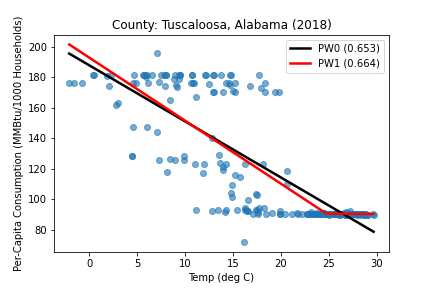 County: Tuscaloosa, Alabama (2018)
Per-Capita Consumption (MMBtu/1000 Households)
200
180
160
140
120
100
80
PW0 (0.653)
PW1 (0.664)
0 5 10 15 20 25 30
Temp (deg C)